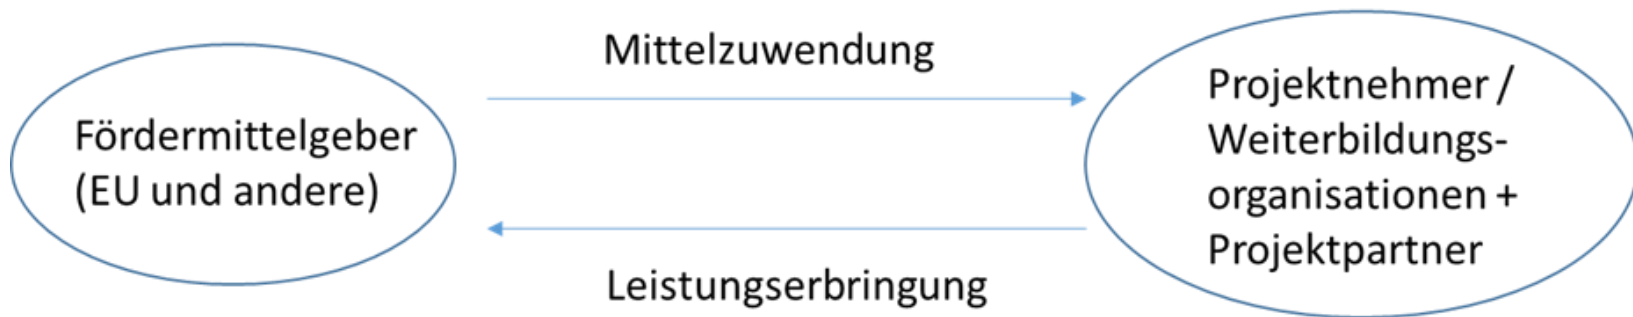 Mittelzuwendung
Fördermittelgeber
(EU und andere)
Projektnehmer /
Weiterbildungs-
organisationen +
Projektpartner
Leistungserbringung